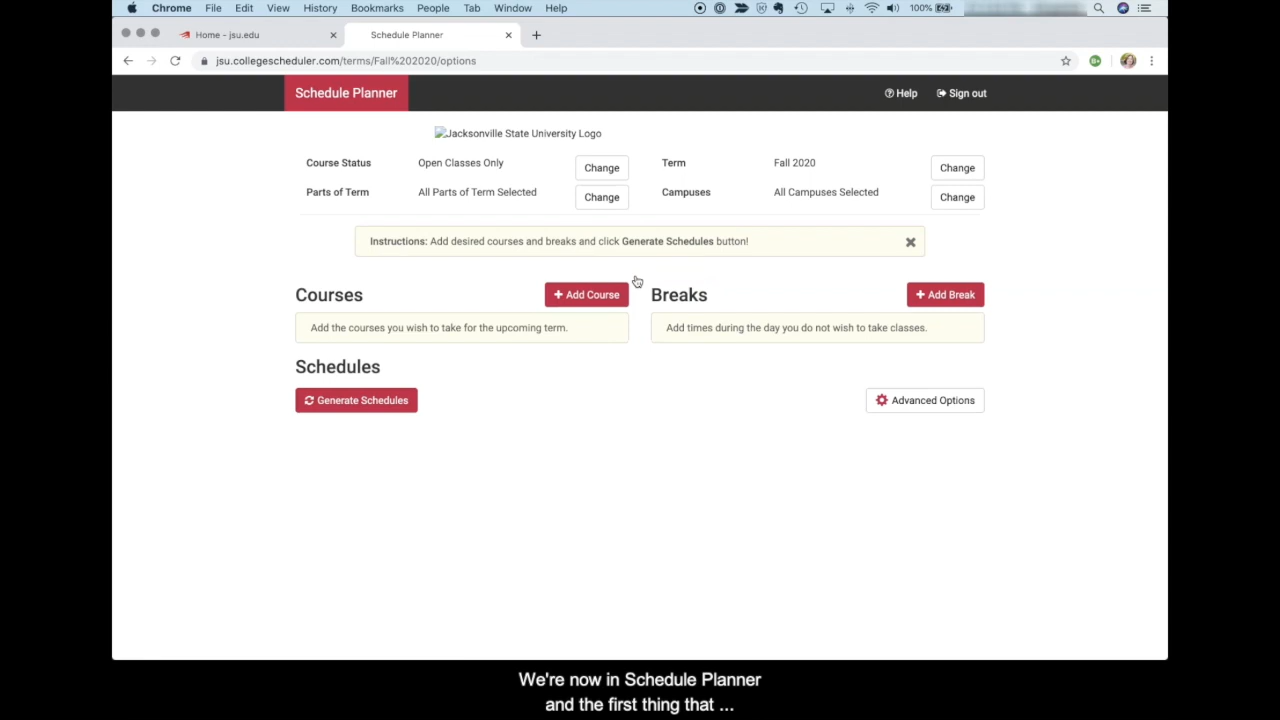 Chrome File Edit View History Bookmarks People Tab Window Help 100%
Home - jsu.edu Schedule Planner
jsu.collegescheduler.com/terms/Fall%202020/options
Schedule Planner Help Sign out
Jacksonville State University Logo
Course Status Open Classes Only Change Term Fall 2020 Change
Parts of Term All Parts of Term Selected Change Campuses All Campuses Selected Change
Instructions: Add desired courses and breaks and click Generate Schedules button!
Courses + Add Course Breaks + Add Break
Add the courses you wish to take for the upcoming term. Add times during the day you do not wish to take classes.
Schedules
Generate Schedules Advanced Options
We're now in Schedule Planner
and the first thing that ...